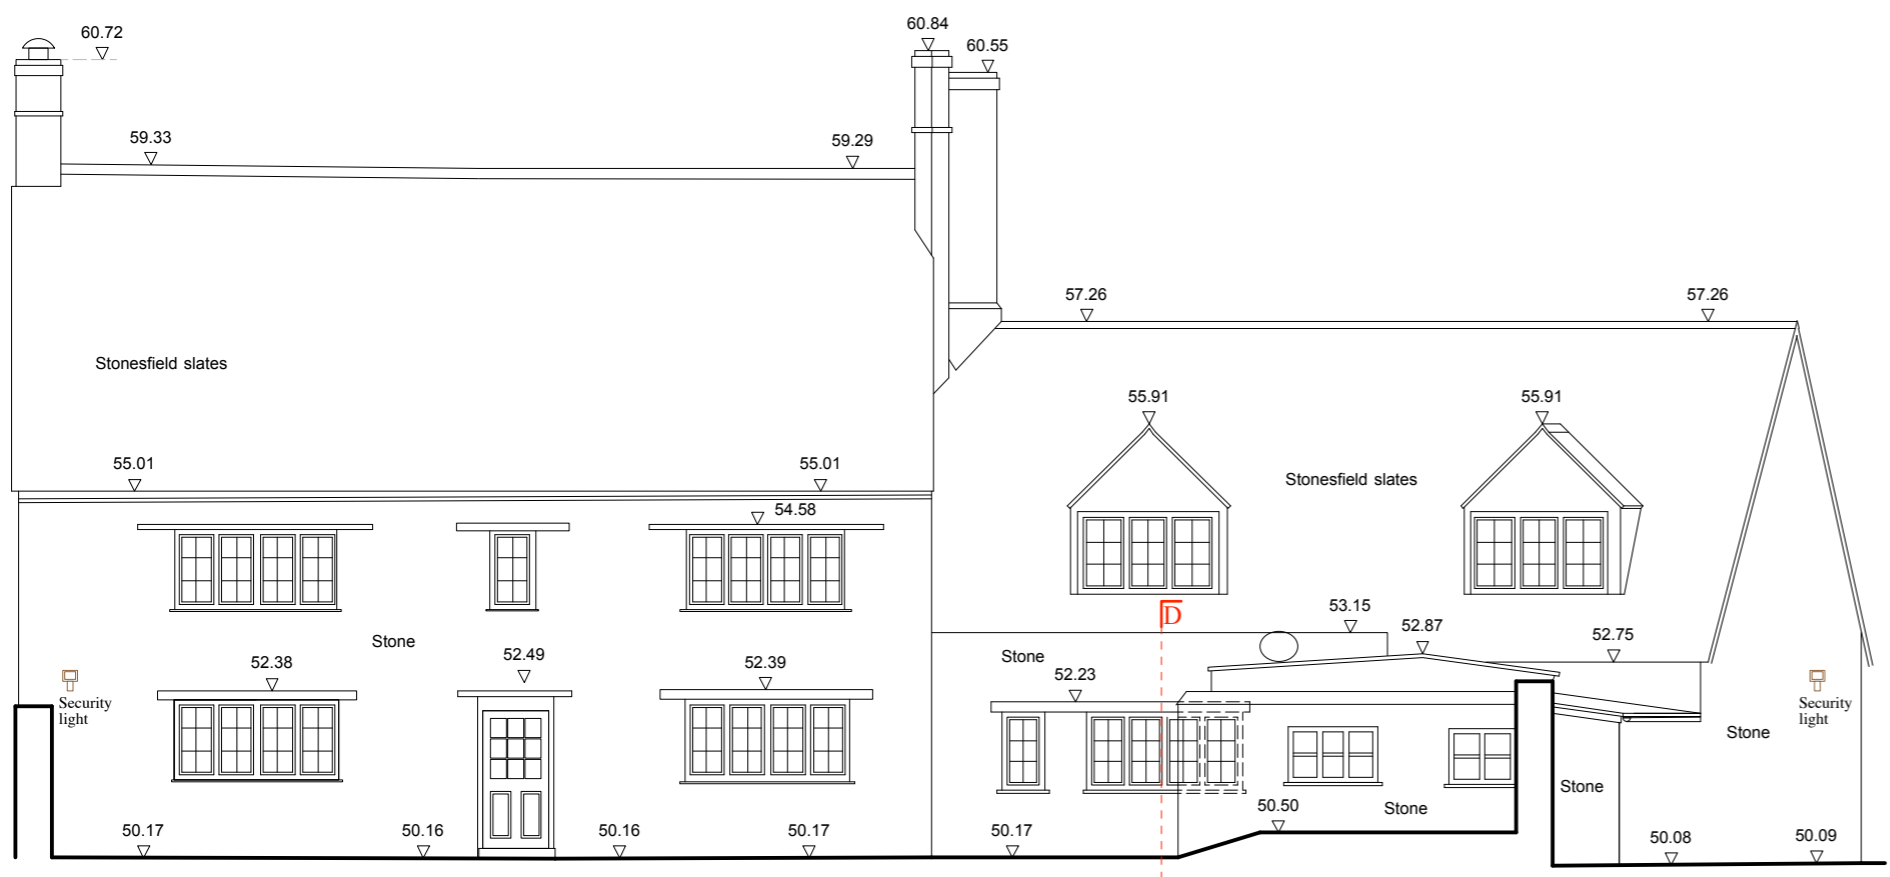 60.72
60.84
60.55
59.33
59.29
57.26
57.26
Stonesfield slates
55.91
55.91
55.01
55.01
Stonesfield slates
54.58
D
53.15
52.87
52.75
Stone
Stone
52.38
52.49
52.39
52.23
Security
light
Security
light
Stone
Stone
50.50
Stone
50.17
50.16
50.16
50.17
50.17
50.08
50.09